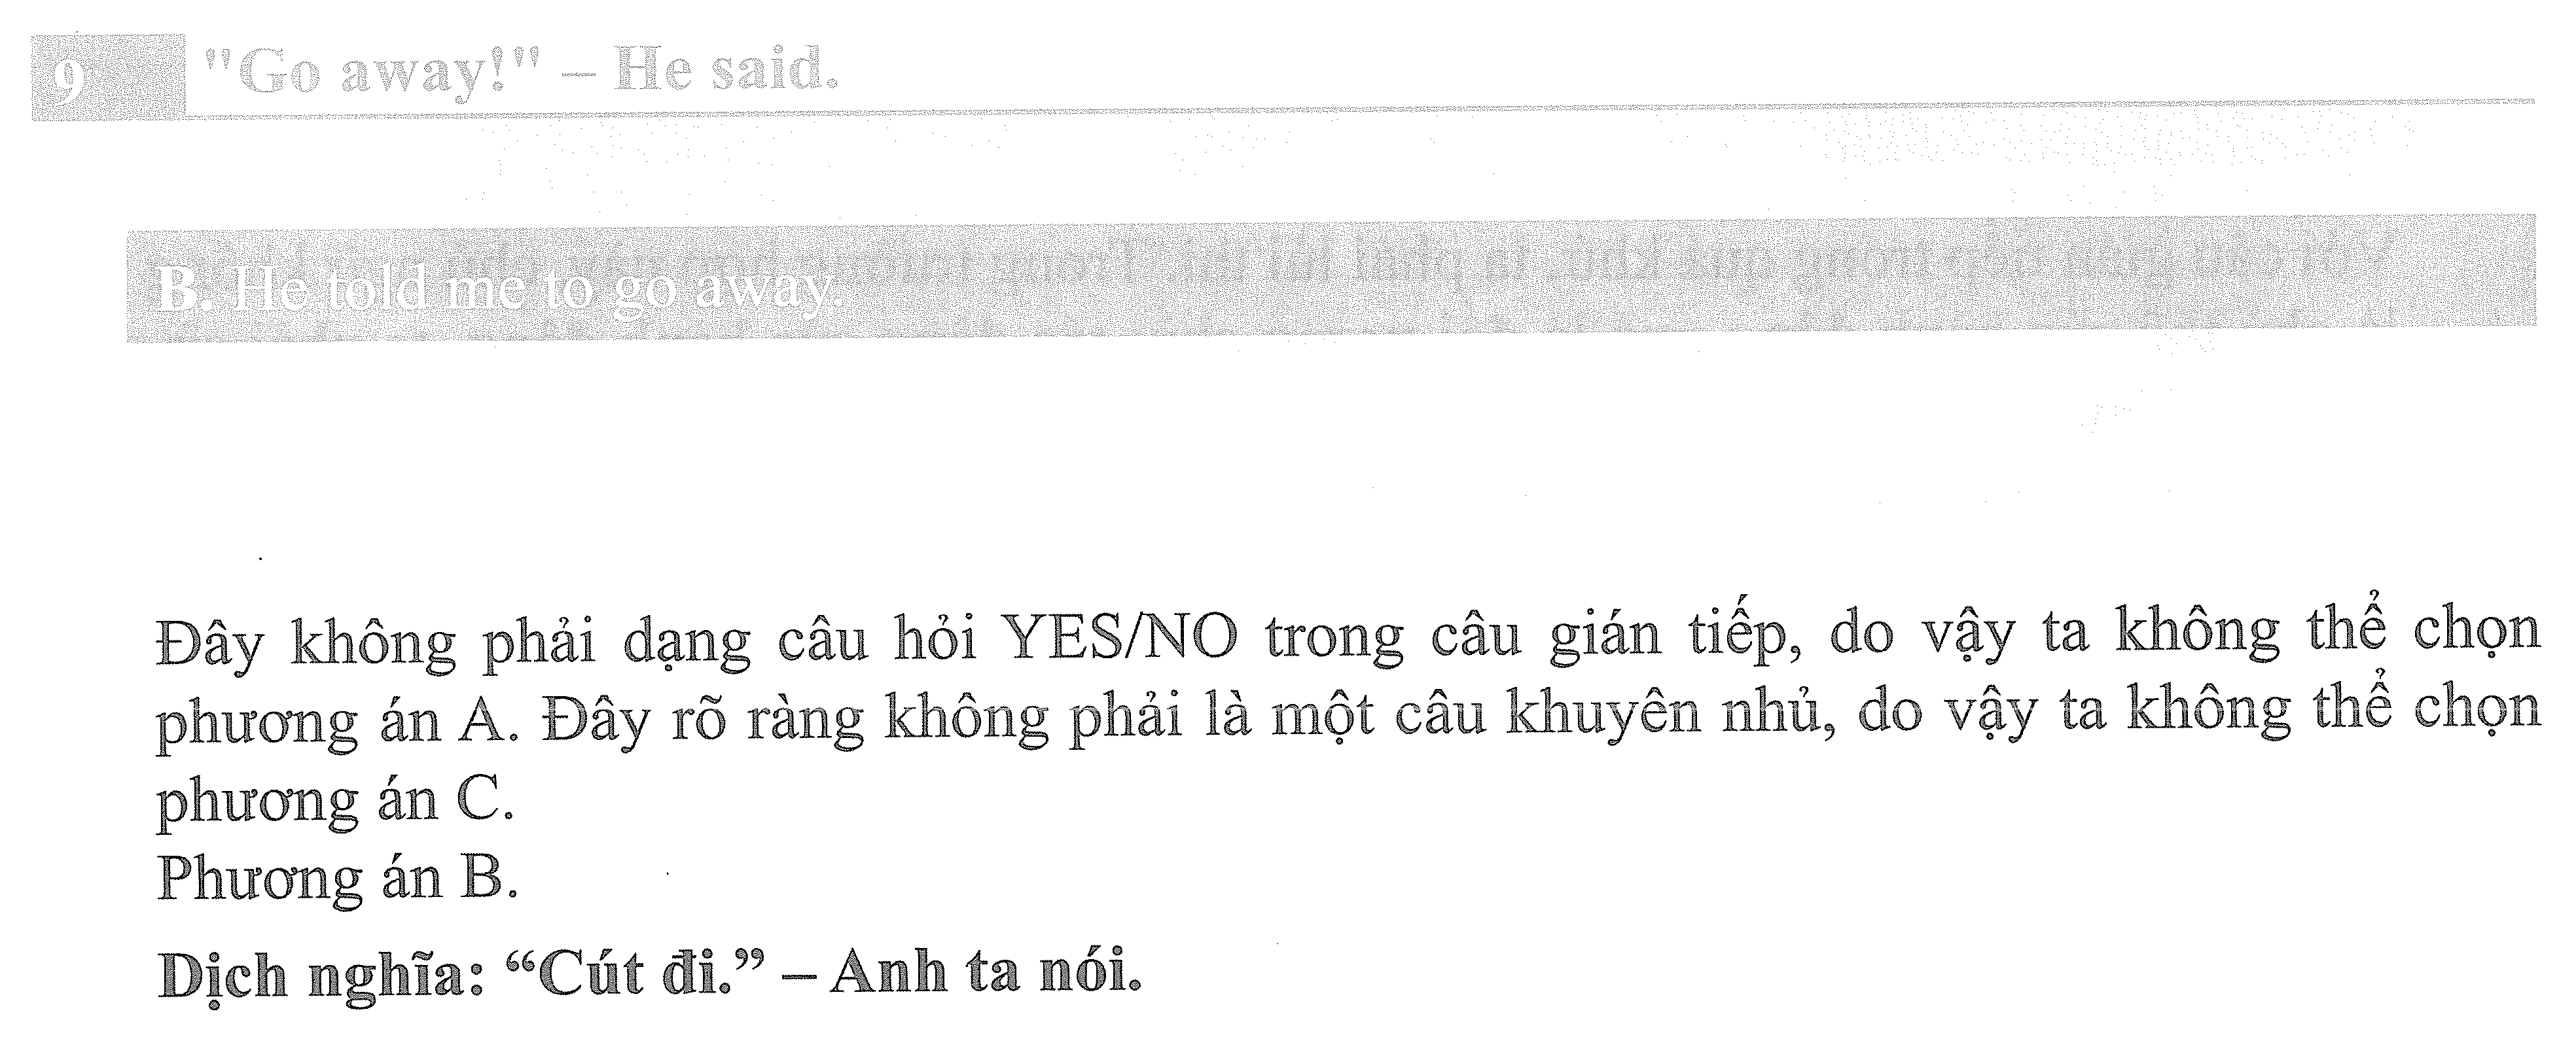 9 "Go away!" – He said.
B. He told me to go away.
Đây không phải dạng câu hỏi YES/NO trong câu gián tiếp, do vậy ta không thể chọn
phương án A. Đây rõ ràng không phải là một câu khuyên nhủ, do vậy ta không thể chọn
phương án C.
Phương án B.
Dịch nghĩa: “Cút đi.” – Anh ta nói.